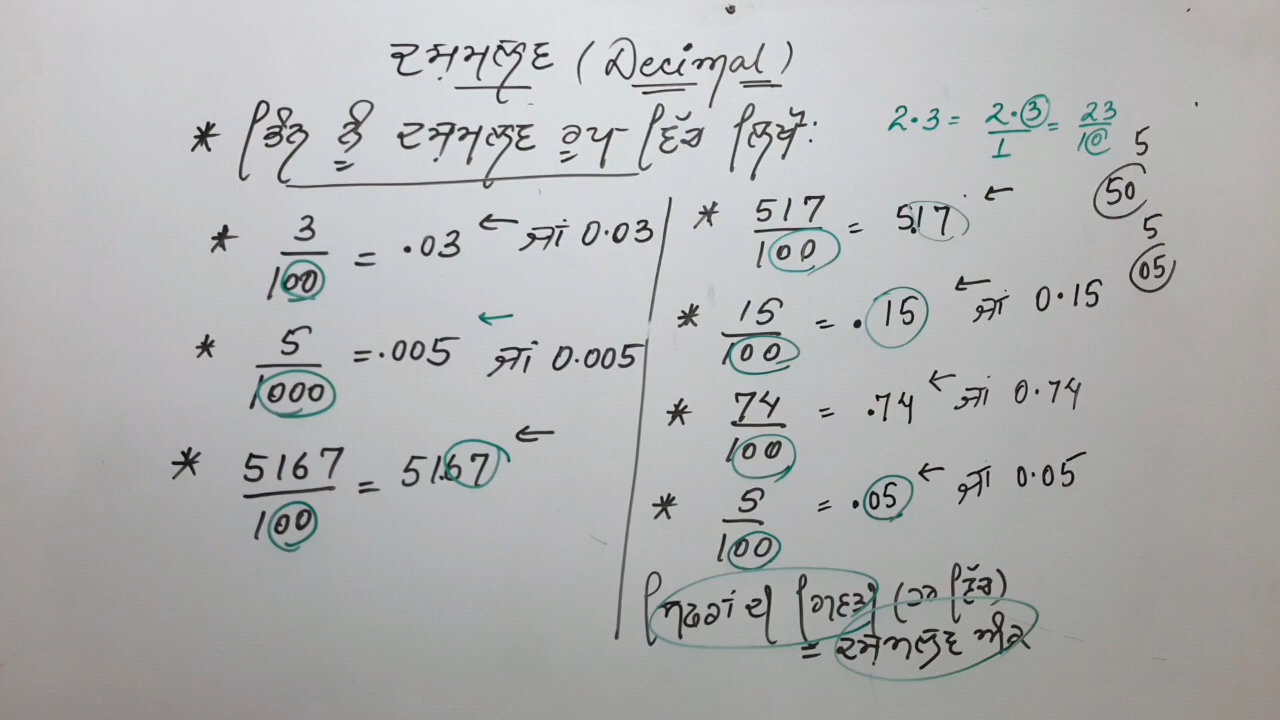 ਦਸ਼ਮਲਵ (Decimal)
* ਭਿੰਨ ਨੂੰ ਦਸ਼ਮਲਵ ਰੂਪ ਵਿੱਚ ਲਿਖੋ:
2.3 = 2.3/1 = 23/10
* 3/100 = .03 ← ਜਾਂ 0.03
* 5/1000 = .005 ← ਜਾਂ 0.005
* 5167/100 = 51.67 ←
* 517/100 = 5.17 ←
* 15/100 = .15 ← ਜਾਂ 0.15
* 74/100 = .74 ← ਜਾਂ 0.74
* 5/100 = .05 ← ਜਾਂ 0.05
5
50
5
05
ਸਿਫਰਾਂ ਦੀ ਗਿਣਤੀ (ਹਰ ਵਿੱਚ)
= ਦਸ਼ਮਲਵ ਅੰਕ